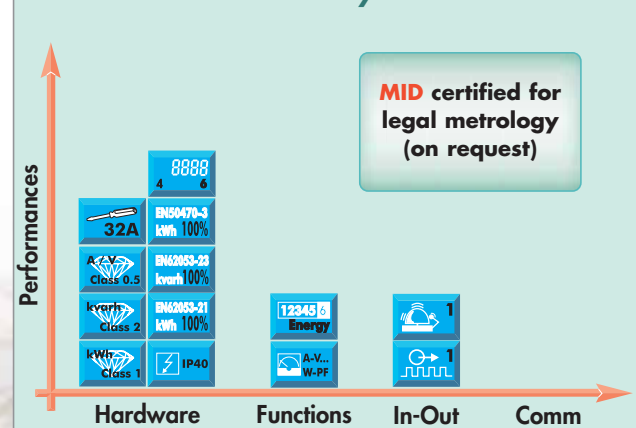 MID certified for
legal metrology
(on request)
Performances
8888
4 6
32A
EN50470-3
kWh 100%
A / V
Class 0.5
EN62053-23
kvarh 100%
kvarh
Class 2
EN62053-21
kWh 100%
12345 6
Energy
1
kWh
Class 1
IP40
A-V...
W-PF
1
Hardware
Functions
In-Out
Comm